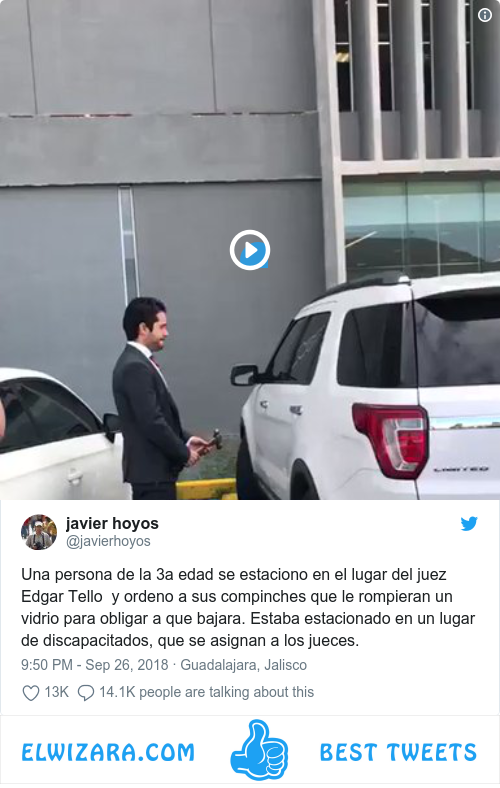 LIMITED
javier hoyos
@javierhoyos
Una persona de la 3a edad se estaciono en el lugar del juez
Edgar Tello  y ordeno a sus compinches que le rompieran un
vidrio para obligar a que bajara. Estaba estacionado en un lugar
de discapacitados, que se asignan a los jueces.
9:50 PM - Sep 26, 2018 · Guadalajara, Jalisco
13K 14.1K people are talking about this
ELWIZARA.COM BEST TWEETS